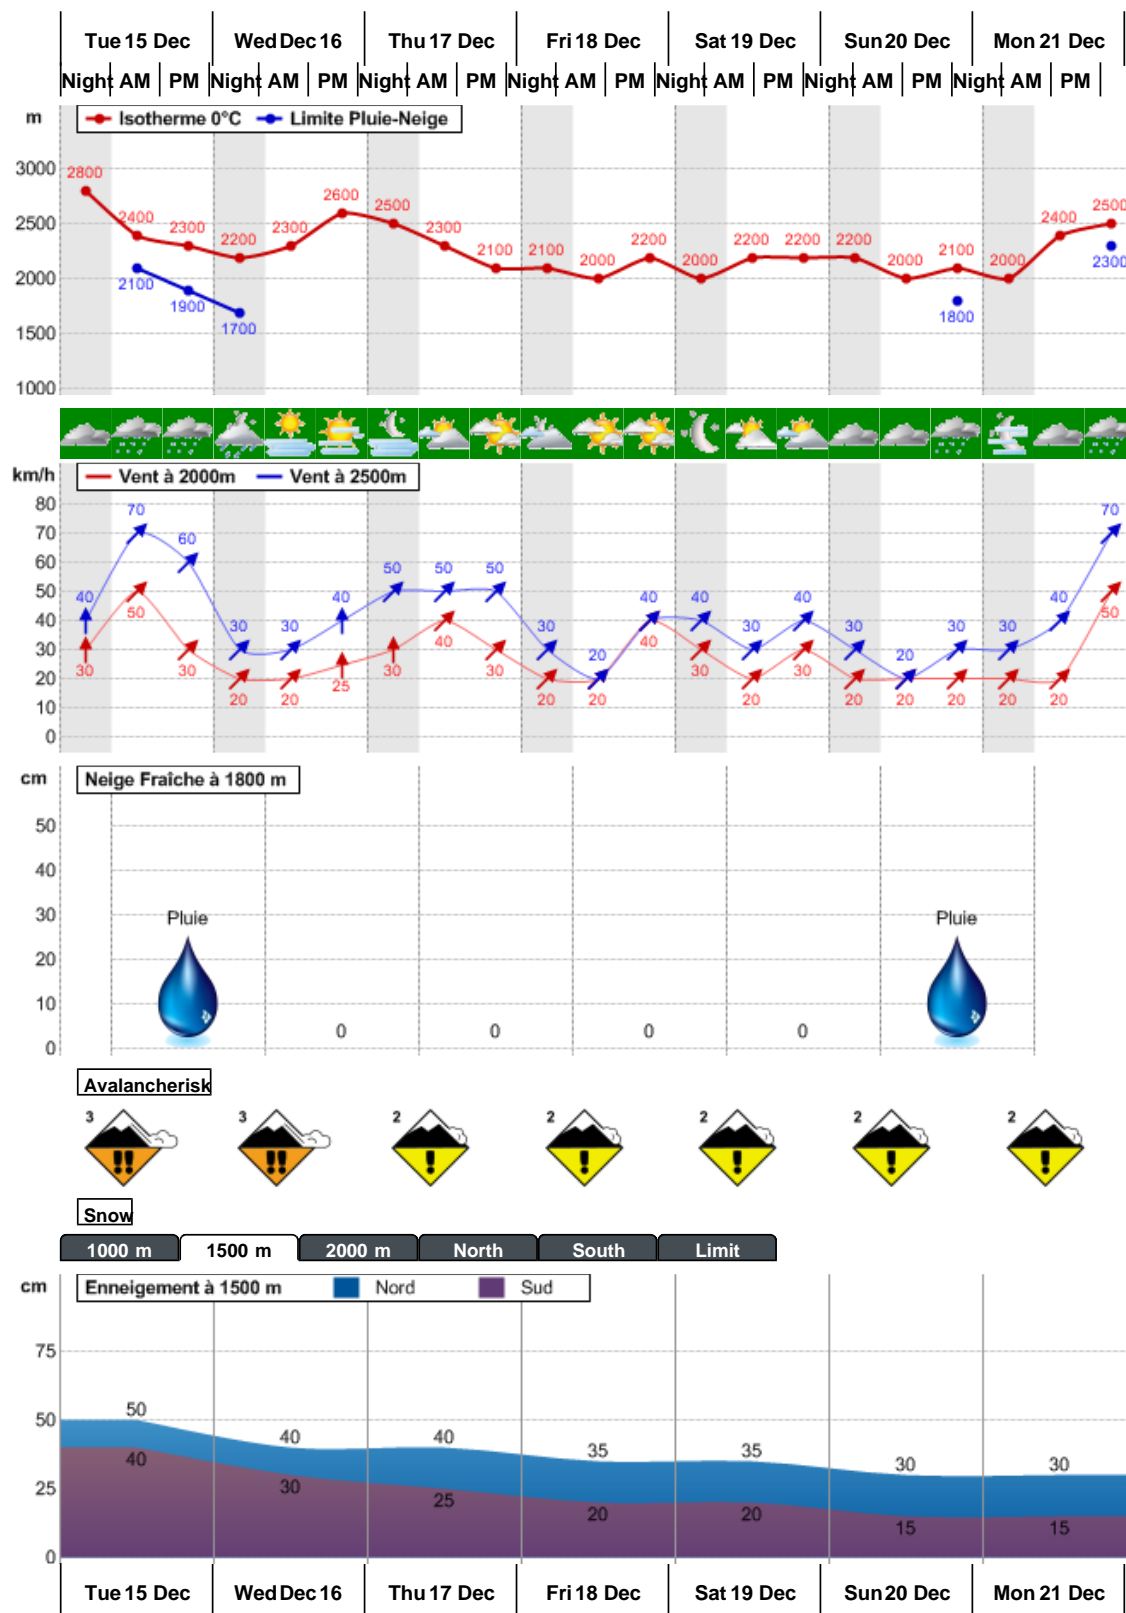 Tue 15 Dec Wed Dec 16 Thu 17 Dec Fri 18 Dec Sat 19 Dec Sun 20 Dec Mon 21 Dec
Night AM PM Night AM PM Night AM PM Night AM PM Night AM PM Night AM PM Night AM PM
m Isotherme 0°C Limite Pluie-Neige
3000
2800
2600
2500 2400 2300 2200 2300 2500 2300 2100 2100 2000 2200 2000 2200 2200 2200 2000 2100 2000 2400 2500
2000 2100 1900 1700 1800 2300
1500
1000
km/h Vent à 2000m Vent à 2500m
80
70 70 60 70
60
50 40 50 50 50 40 50 50 50
40 40 30 30 40 30 40 40 30 40 30 30 30 40
30 30 30 20 20 25 30 40 30 20 20 20 40 30 20 30 20 20 20 20 20 20
20
10
0
cm Neige Fraîche à 1800 m
50
40
30 Pluie Pluie
20
10
0 0 0 0 0
Avalancherisk
3 3 2 2 2 2 2
Snow
1000 m 1500 m 2000 m North South Limit
cm Enneigement à 1500 m Nord Sud
75
50 50 40 40 35 35 30 30
25 40 30 25 20 20 15 15
0
Tue 15 Dec Wed Dec 16 Thu 17 Dec Fri 18 Dec Sat 19 Dec Sun 20 Dec Mon 21 Dec